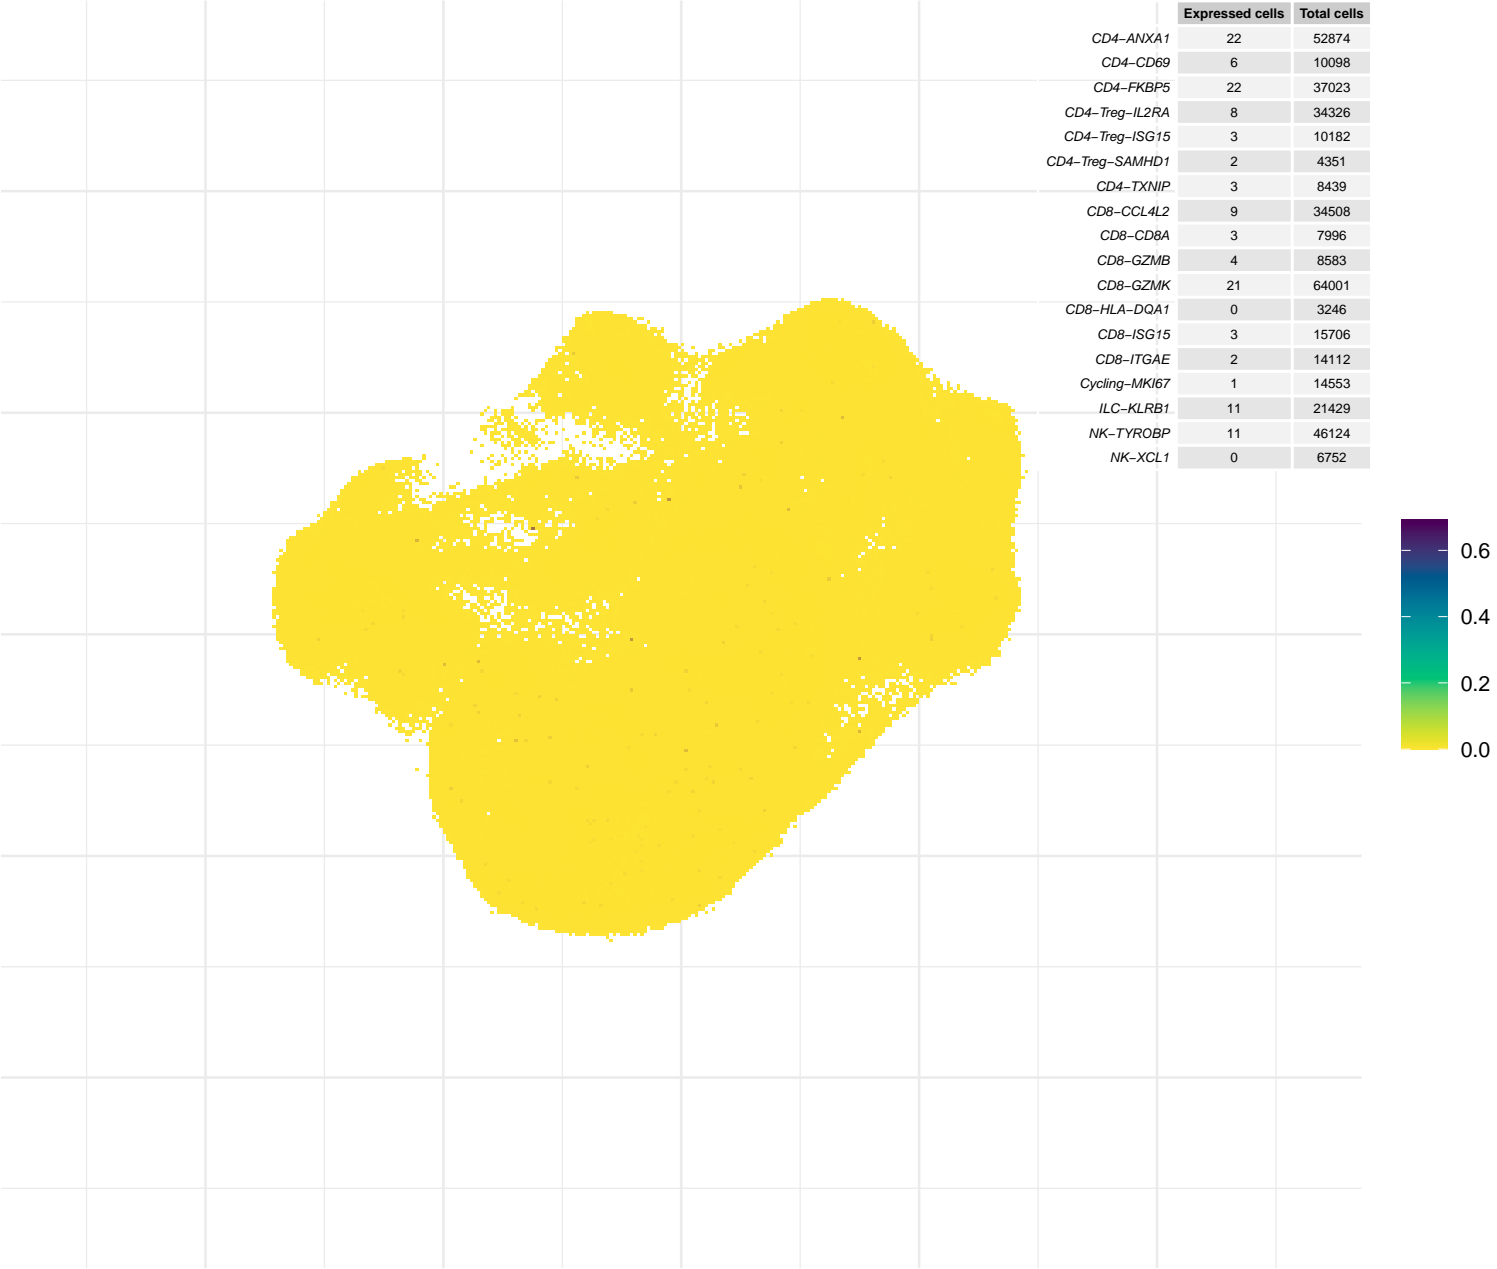 Expressed cells Total cells
CD4−ANXA1 22 52874
CD4−CD69 6 10098
CD4−FKBP5 22 37023
CD4−Treg−IL2RA 8 34326
CD4−Treg−ISG15 3 10182
CD4−Treg−SAMHD1 2 4351
CD4−TXNIP 3 8439
CD8−CCL4L2 9 34508
CD8−CD8A 3 7996
CD8−GZMB 4 8583
CD8−GZMK 21 64001
CD8−HLA−DQA1 0 3246
CD8−ISG15 3 15706
CD8−ITGAE 2 14112
Cycling−MKI67 1 14553
ILC−KLRB1 11 21429
NK−TYROBP 11 46124
NK−XCL1 0 6752
0.6
0.4
0.2
0.0